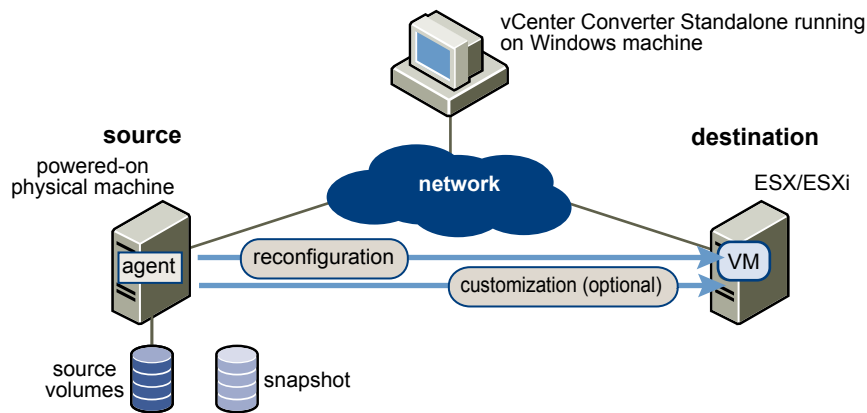 vCenter Converter Standalone running
on Windows machine
source
destination
powered-on
physical machine
network
ESX/ESXi
agent
reconfiguration
VM
customization (optional)
source
volumes
snapshot